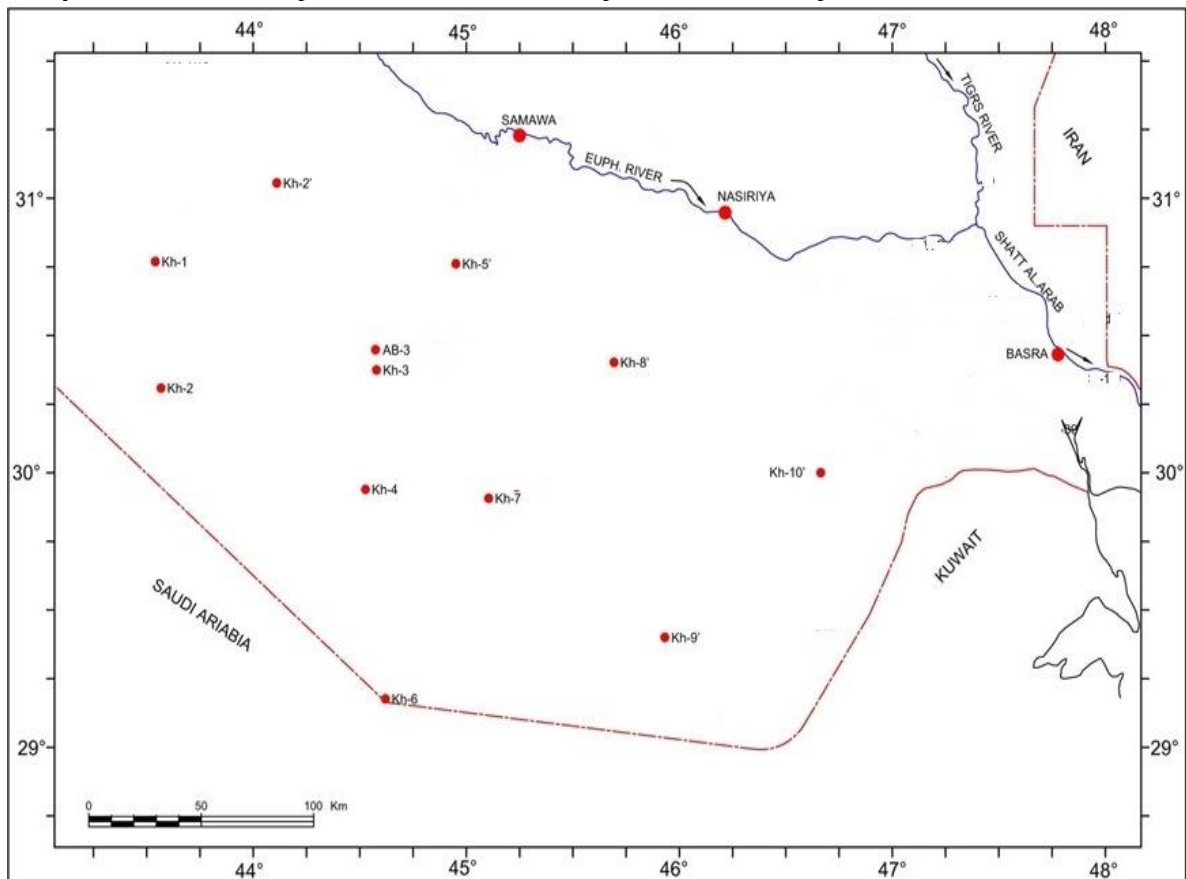 44° 45° 46° 47° 48°
TIGRS RIVER
IRAN
SAMAWA
EUPH. RIVER
Kh-2'
31° 31°
NASIRIYA
SHATT AL ARAB
Kh-1
Kh-5'
AB-3
Kh-3
Kh-8'
BASRA
Kh-2
30° 30°
Kh-10'
Kh-4
Kh-7
KUWAIT
SAUDI ARIABIA
Kh-9'
Kh-6
29° 29°
0 50 100 Km
44° 45° 46° 47° 48°